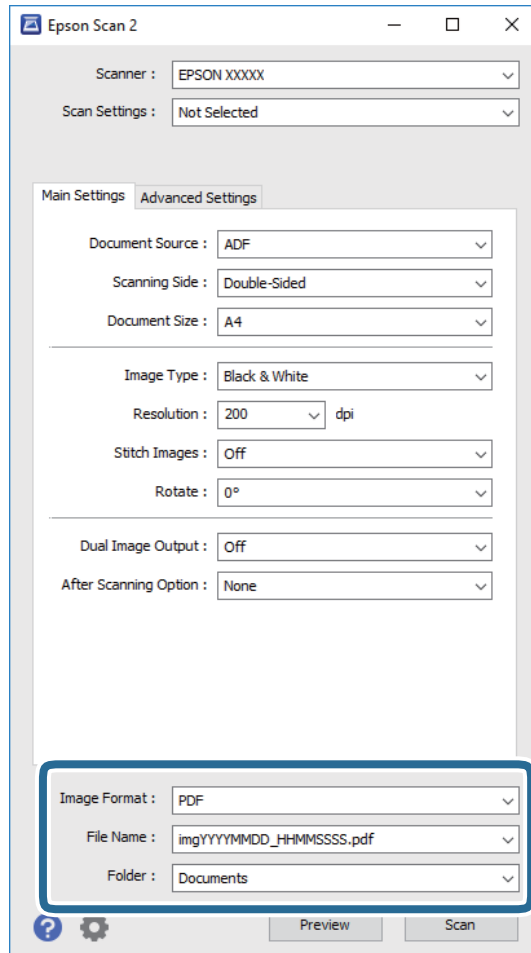 Epson Scan 2
Scanner : EPSON XXXXX
Scan Settings : Not Selected
Main Settings Advanced Settings
Document Source : ADF
Scanning Side : Double-Sided
Document Size : A4
Image Type : Black & White
Resolution : 200 dpi
Stitch Images : Off
Rotate : 0°
Dual Image Output : Off
After Scanning Option : None
Image Format : PDF
File Name : imgYYYYMMDD_HHMMSSSS.pdf
Folder : Documents
? Preview Scan